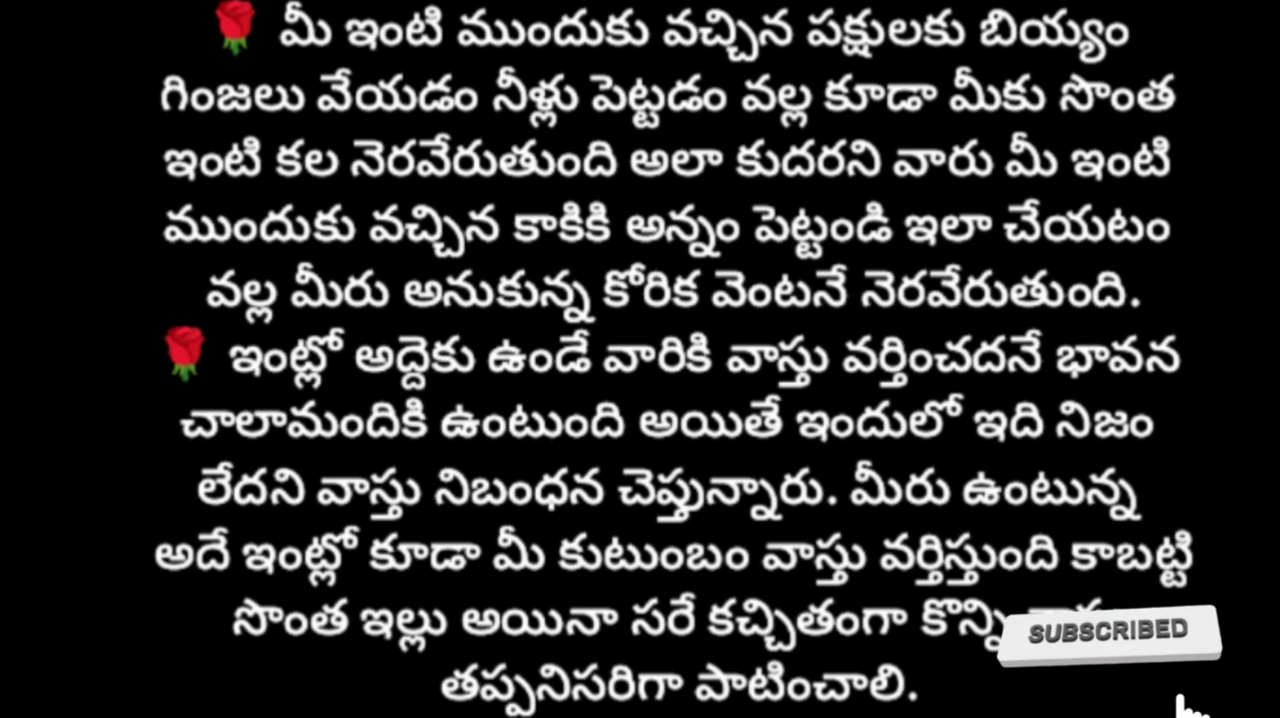 🌹 మీ ఇంటి ముందుకు వచ్చిన పక్షులకు బియ్యం
గింజలు వేయడం నీళ్లు పెట్టడం వల్ల కూడా మీకు సొంత
ఇంటి కల నెరవేరుతుంది అలా కుదరని వారు మీ ఇంటి
ముందుకు వచ్చిన కాకికి అన్నం పెట్టండి ఇలా చేయటం
వల్ల మీరు అనుకున్న కోరిక వెంటనే నెరవేరుతుంది.
🌹 ఇంట్లో అద్దెకు ఉండే వారికి వాస్తు వర్తించదనే భావన
చాలామందికి ఉంటుంది అయితే ఇందులో ఇది నిజం
లేదని వాస్తు నిబంధన చెప్తున్నారు. మీరు ఉంటున్న
అదే ఇంట్లో కూడా మీ కుటుంబం వాస్తు వర్తిస్తుంది కాబట్టి
సొంత ఇల్లు అయినా సరే కచ్చితంగా కొన్ని
SUBSCRIBED
తప్పనిసరిగా పాటించాలి.